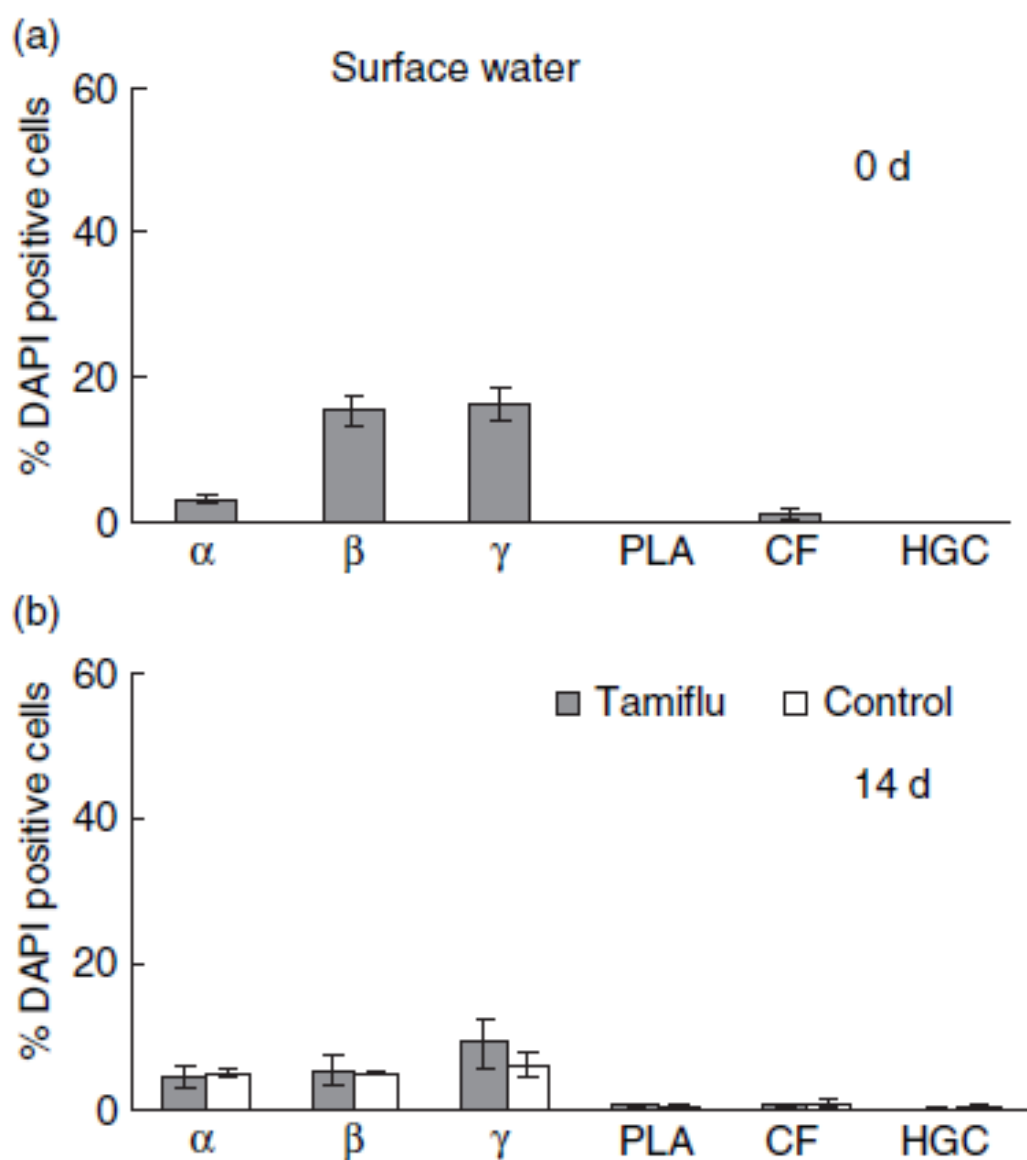 (a)
Surface water
0 d
% DAPI positive cells
60
40
20
0
α β γ PLA CF HGC
(b)
Tamiflu Control
14 d
% DAPI positive cells
60
40
20
0
α β γ PLA CF HGC